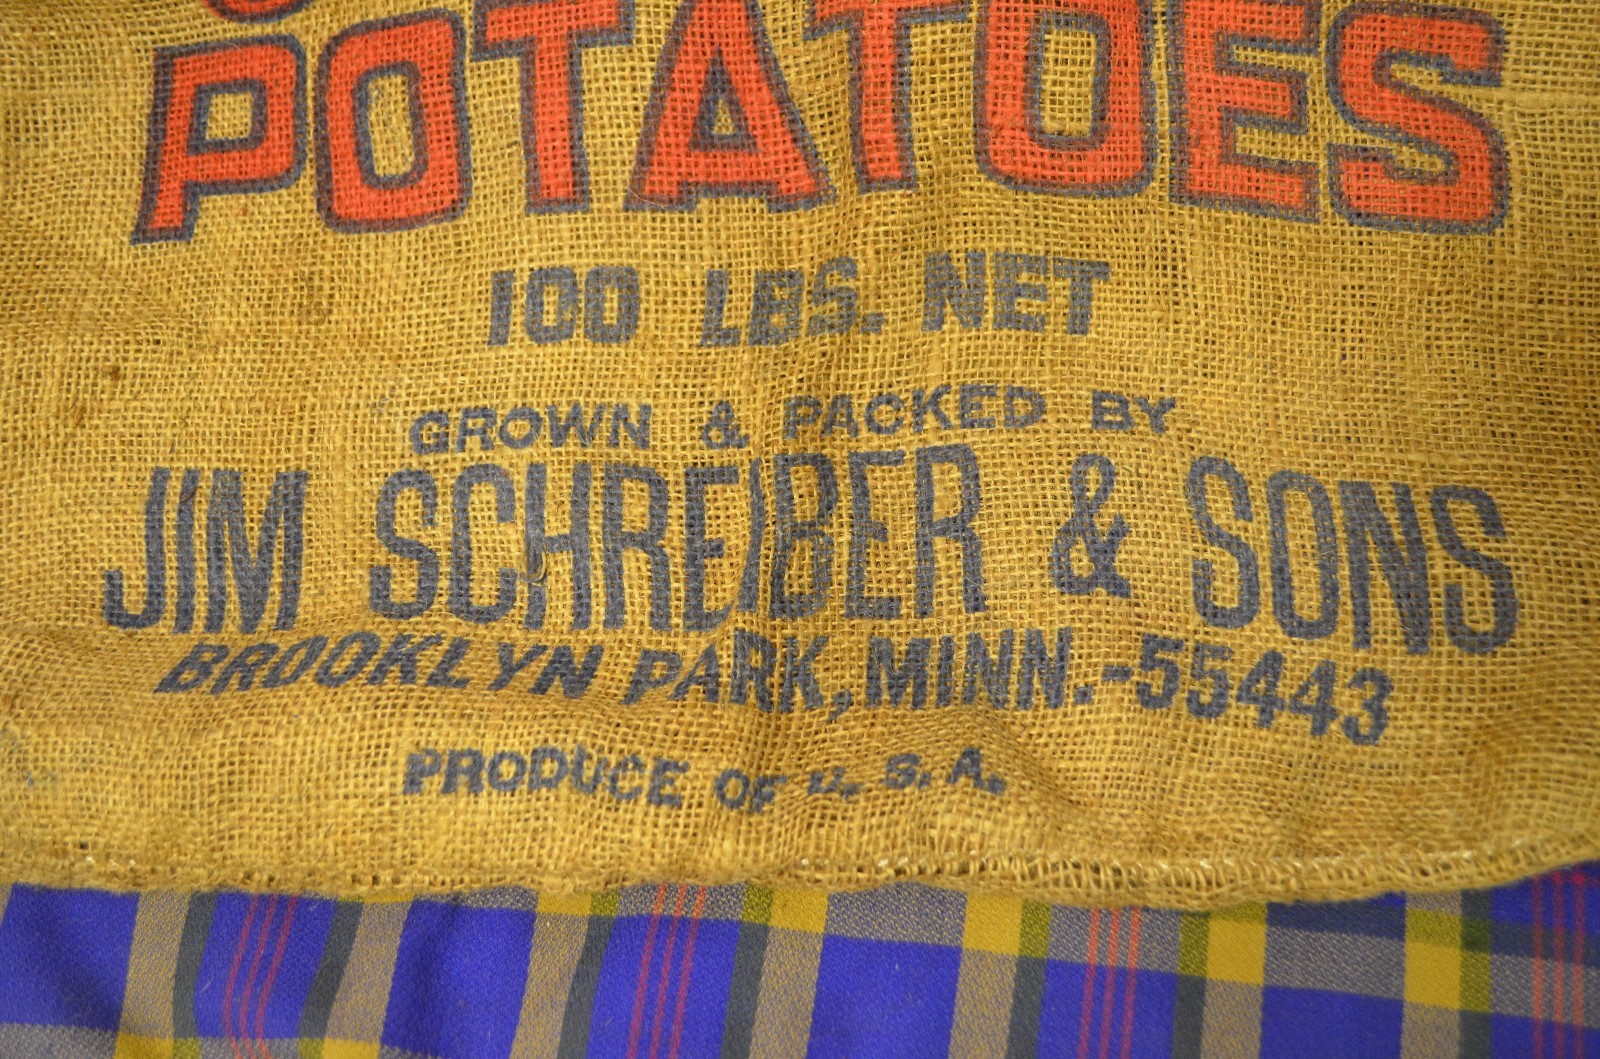 POTATOES
100 LBS. NET
GROWN & PACKED BY
JIM SCHREIBER & SONS
BROOKLYN PARK, MINN.-55443
PRODUCE OF U. S. A.